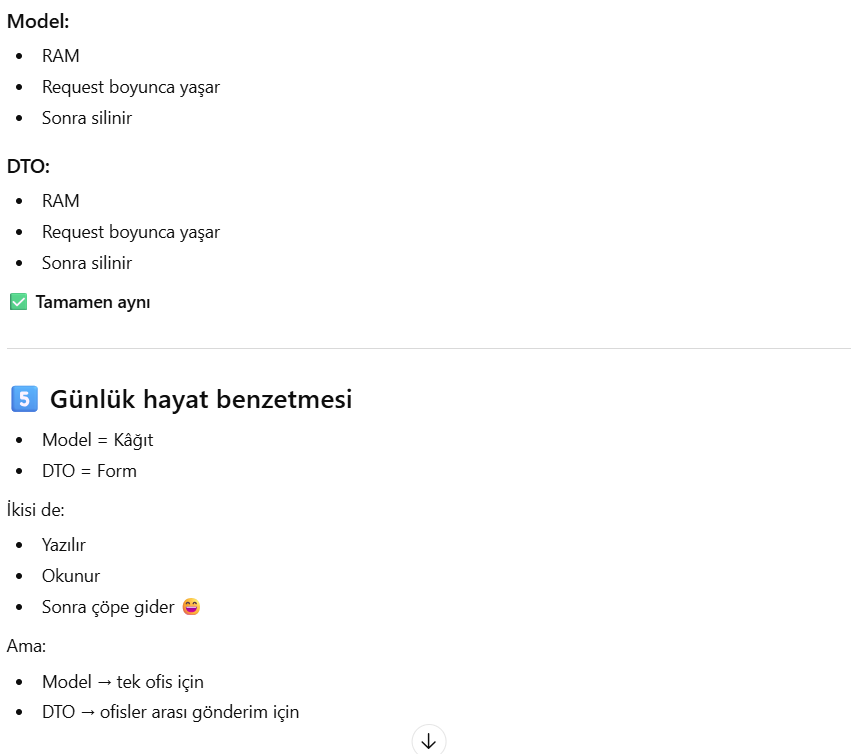 Model:
• RAM
• Request boyunca yaşar
• Sonra silinir
DTO:
• RAM
• Request boyunca yaşar
• Sonra silinir
✅ Tamamen aynı
5️⃣ Günlük hayat benzetmesi
• Model = Kâğıt
• DTO = Form
İkisi de:
• Yazılır
• Okunur
• Sonra çöpe gider 😄
Ama:
• Model → tek ofis için
• DTO → ofisler arası gönderim için